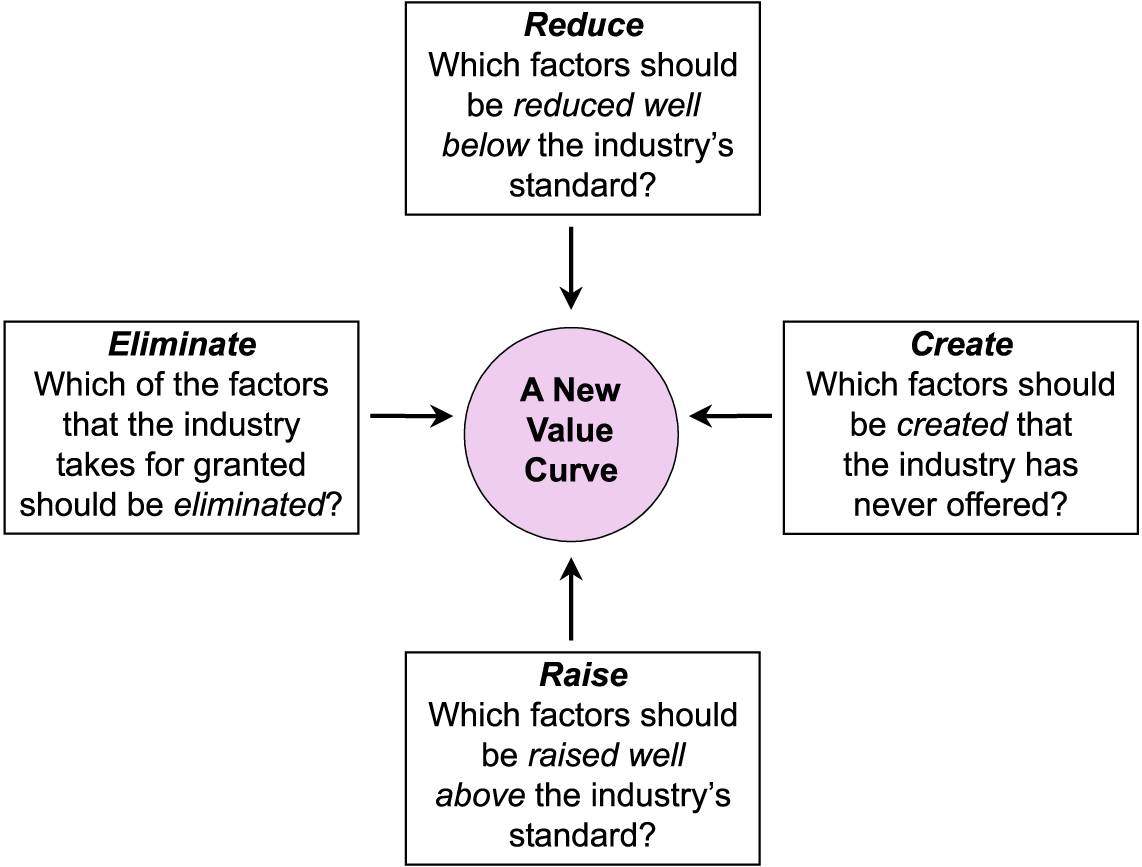 Reduce
Which factors should
be reduced well
below the industry’s
standard?
Eliminate
Which of the factors
that the industry
takes for granted
should be eliminated?
A New
Value
Curve
Create
Which factors should
be created that
the industry has
never offered?
Raise
Which factors should
be raised well
above the industry’s
standard?